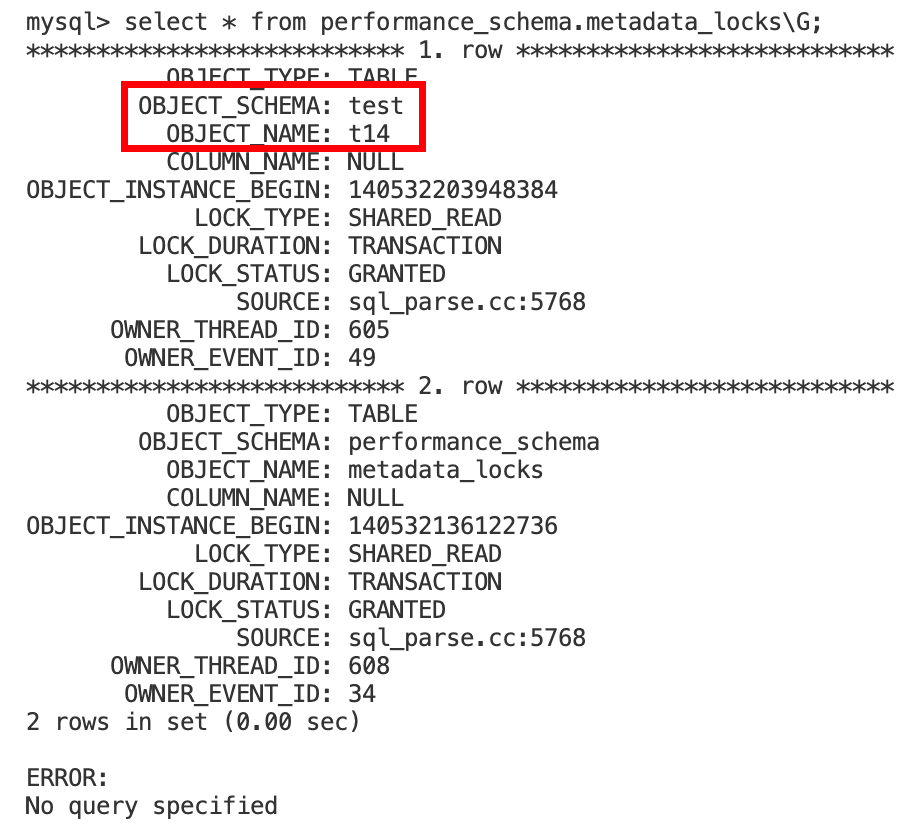 mysql> select * from performance_schema.metadata_locks\G;
*************************** 1. row ***************************
OBJECT_TYPE: TABLE
OBJECT_SCHEMA: test
OBJECT_NAME: t14
COLUMN_NAME: NULL
OBJECT_INSTANCE_BEGIN: 140532203948384
LOCK_TYPE: SHARED_READ
LOCK_DURATION: TRANSACTION
LOCK_STATUS: GRANTED
SOURCE: sql_parse.cc:5768
OWNER_THREAD_ID: 605
OWNER_EVENT_ID: 49
*************************** 2. row ***************************
OBJECT_TYPE: TABLE
OBJECT_SCHEMA: performance_schema
OBJECT_NAME: metadata_locks
COLUMN_NAME: NULL
OBJECT_INSTANCE_BEGIN: 140532136122736
LOCK_TYPE: SHARED_READ
LOCK_DURATION: TRANSACTION
LOCK_STATUS: GRANTED
SOURCE: sql_parse.cc:5768
OWNER_THREAD_ID: 608
OWNER_EVENT_ID: 34
2 rows in set (0.00 sec)
ERROR:
No query specified